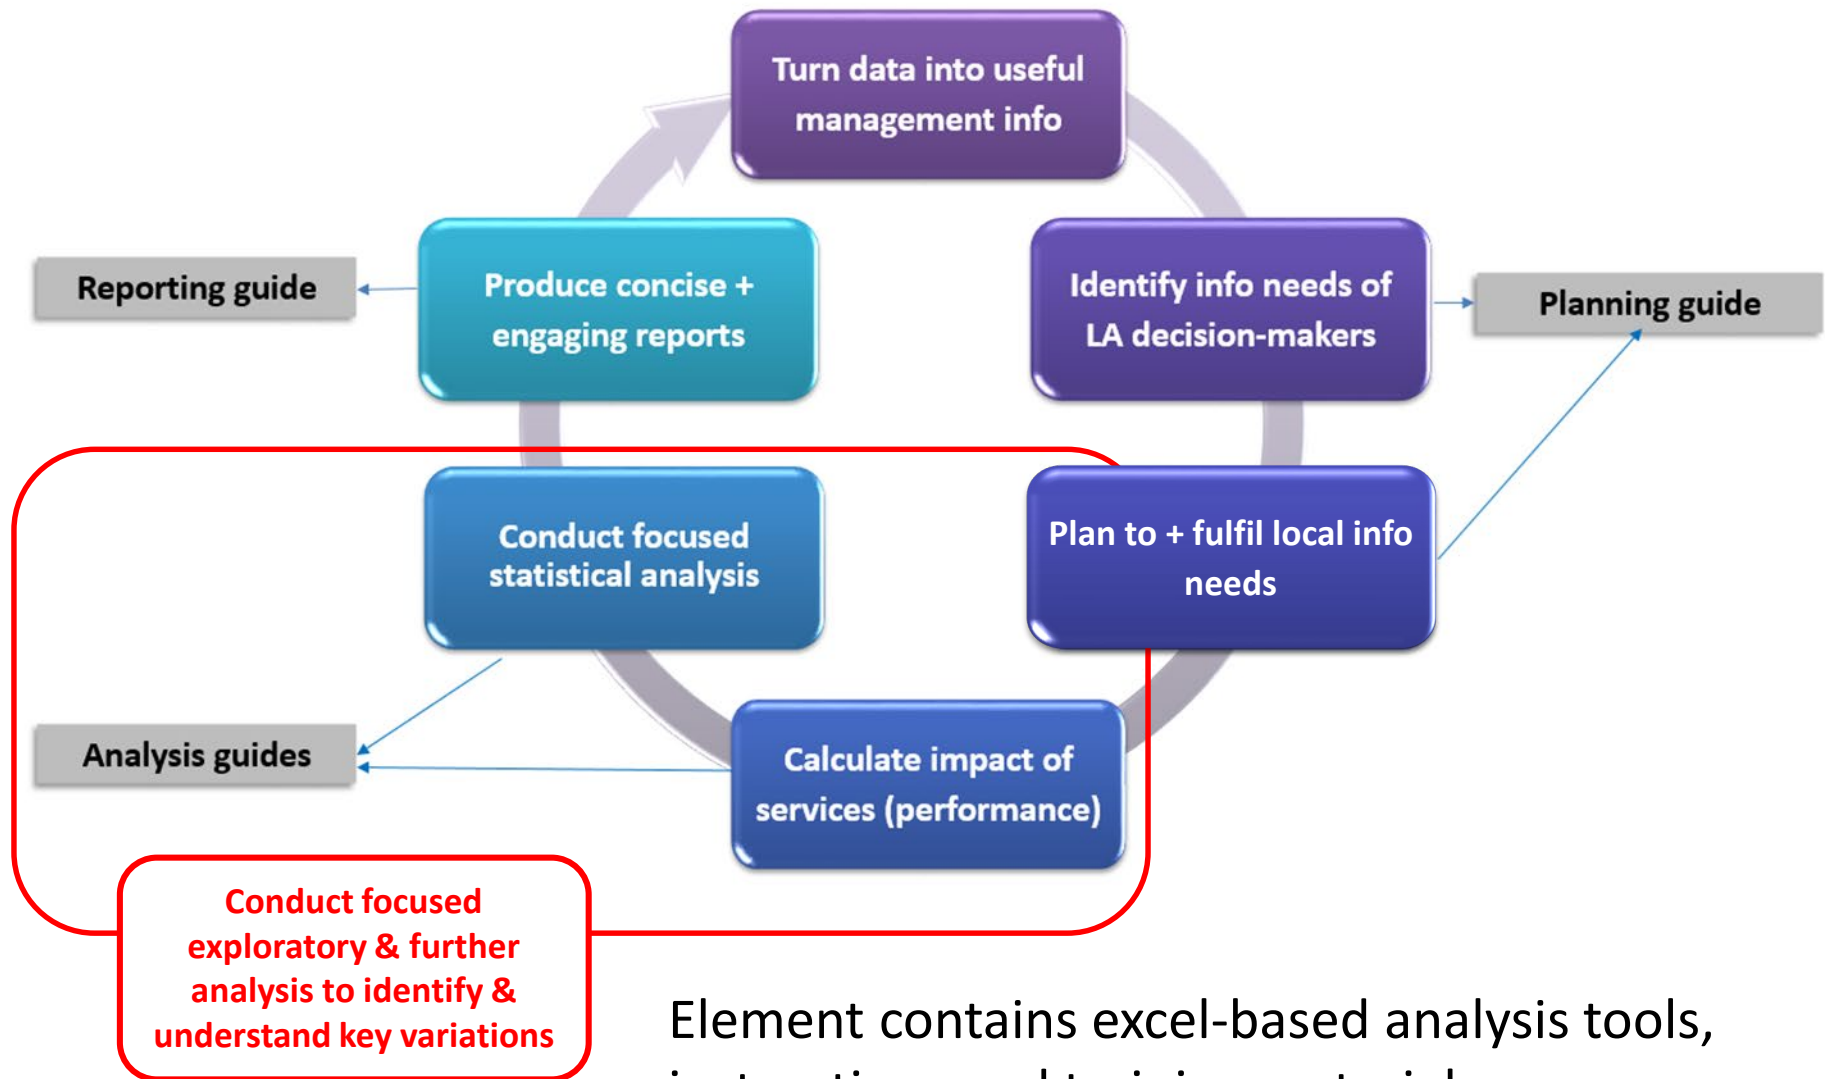 Turn data into useful
management info
Reporting guide
Produce concise +
engaging reports
Identify info needs of
LA decision-makers
Planning guide
Conduct focused
statistical analysis
Plan to + fulfil local info
needs
Analysis guides
Calculate impact of
services (performance)
Conduct focused
exploratory & further
analysis to identify &
understand key variations
Element contains excel-based analysis tools,